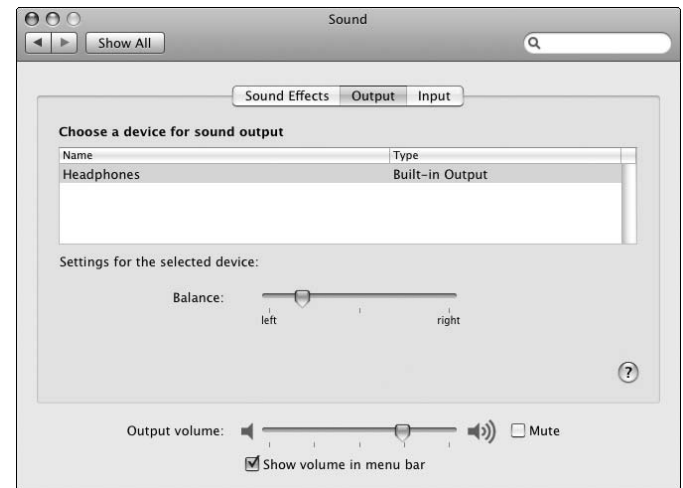 Sound
Show All
Sound Effects Output Input
Choose a device for sound output
Name Type
Headphones Built-in Output
Settings for the selected device:
Balance:
left right
?
Output volume: Mute
Show volume in menu bar